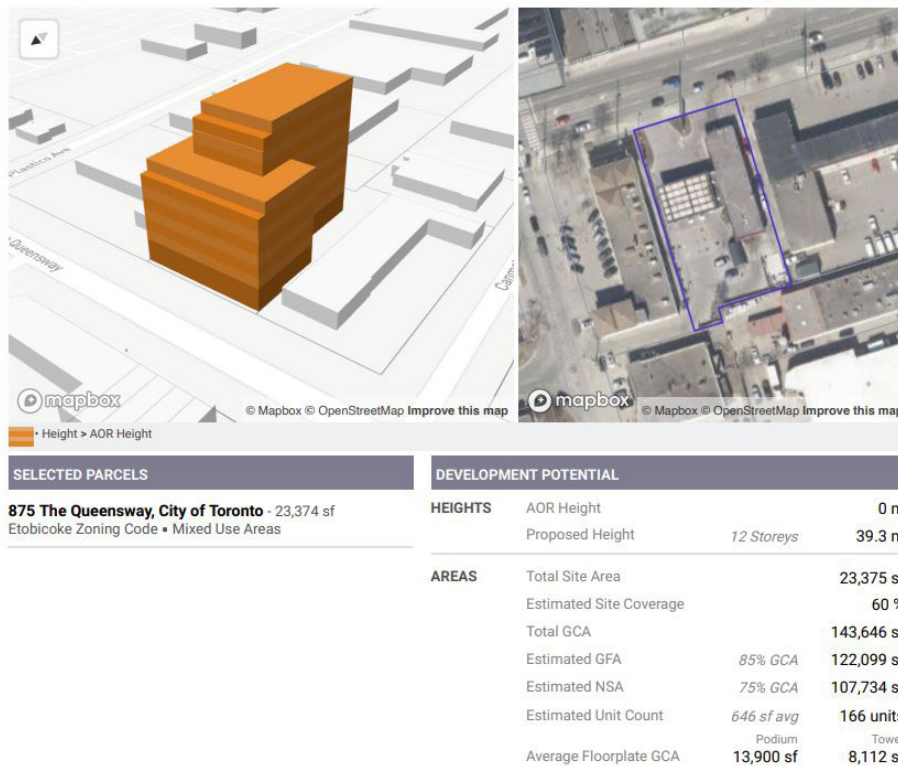 Plastics Ave
Queensway
mapbox
© Mapbox © OpenStreetMap Improve this map
mapbox
© Mapbox © OpenStreetMap Improve this ma
Height > AOR Height
SELECTED PARCELS
875 The Queensway, City of Toronto - 23,374 sf
Etobicoke Zoning Code ▪ Mixed Use Areas
DEVELOPMENT POTENTIAL
HEIGHTS AOR Height 0 m
Proposed Height 12 Storeys 39.3 m
AREAS Total Site Area 23,375 s
Estimated Site Coverage 60 %
Total GCA 143,646 s
Estimated GFA 85% GCA 122,099 s
Estimated NSA 75% GCA 107,734 s
Estimated Unit Count 646 sf avg 166 units
Podium Towe
Average Floorplate GCA 13,900 sf 8,112 s